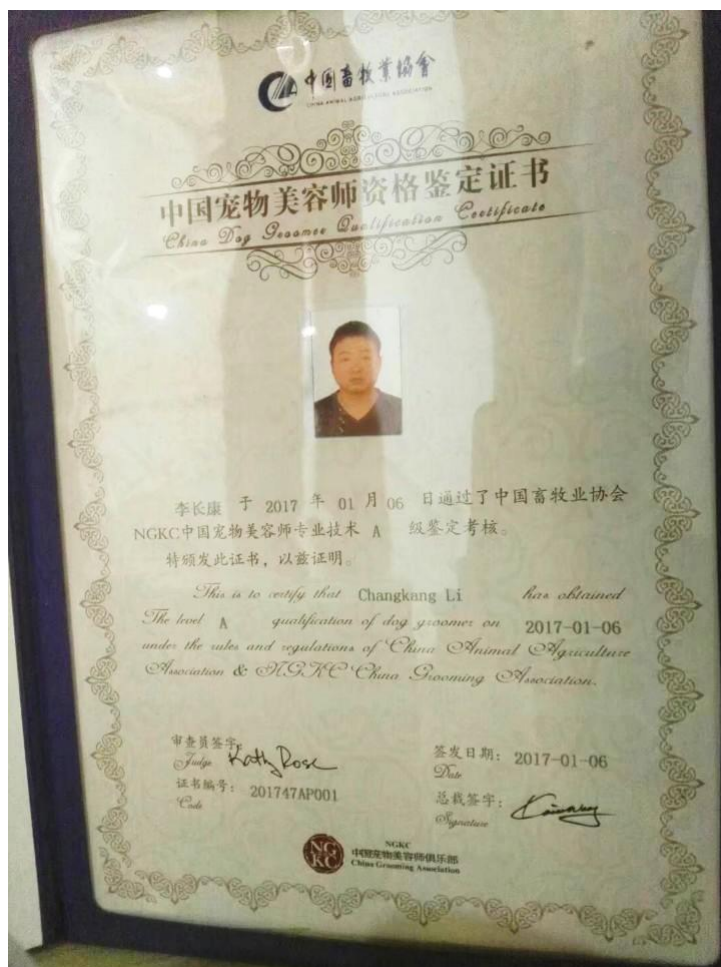 中国畜牧业协会
CHINA ANIMAL AGRICULTURE ASSOCIATION
中国宠物美容师资格鉴定证书
China Dog Groomer Qualification Certificate
李长康 于 2017 年 01 月 06 日通过了中国畜牧业协会
NGKC中国宠物美容师专业技术 A 级鉴定考核。
特颁发此证书，以兹证明。
This is to certify that Changkang Li has obtained
The level A qualification of dog groomer on 2017-01-06
under the rules and regulations of China Animal Agriculture
Association & NGKC China Grooming Association.
审查员签字: Kathy Rose
Judge
签发日期: 2017-01-06
Date
证书编号: 201747AP001
Code
总裁签字:
Signature
NG
KC
NGKC
中国宠物美容师俱乐部
China Grooming Association